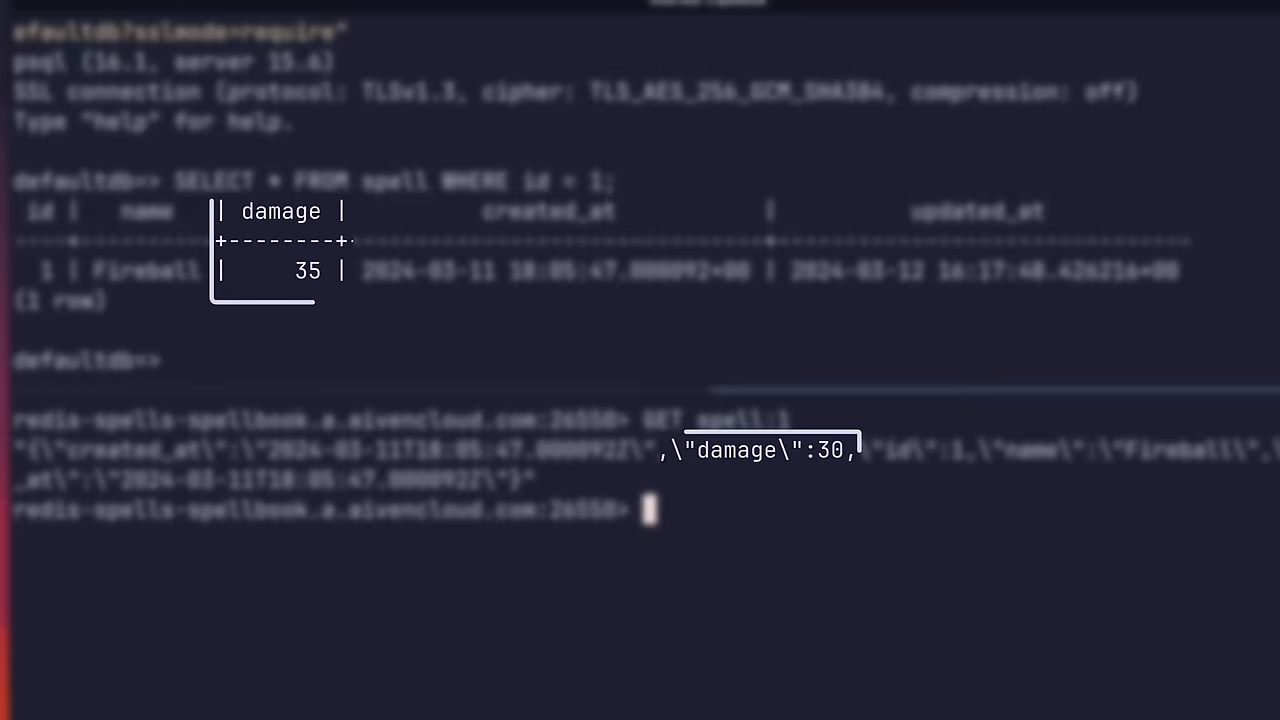 efaultdb?sslmode=require"
psql (16.1, server 15.6)
SSL connection (protocol: TLSv1.3, cipher: TLS_AES_256_GCM_SHA384, compression: off)
Type "help" for help.
defaultdb=> SELECT * FROM spell WHERE id = 1;
id | name | damage | created_at | updated_at
----+----------+--------+-------------------------------+-------------------------------
1 | Fireball | 35 | 2024-03-11 18:05:47.000092+00 | 2024-03-12 16:17:48.426216+00
(1 row)
defaultdb=>
redis-spells-spellbook.a.aivencloud.com:26550> GET spell:1
"{\"created_at\":\"2024-03-11T18:05:47.000092Z\",\"damage\":30,\"id\":1,\"name\":\"Fireball\",\
_at\":\"2024-03-11T18:05:47.000092Z\"}"
redis-spells-spellbook.a.aivencloud.com:26550>